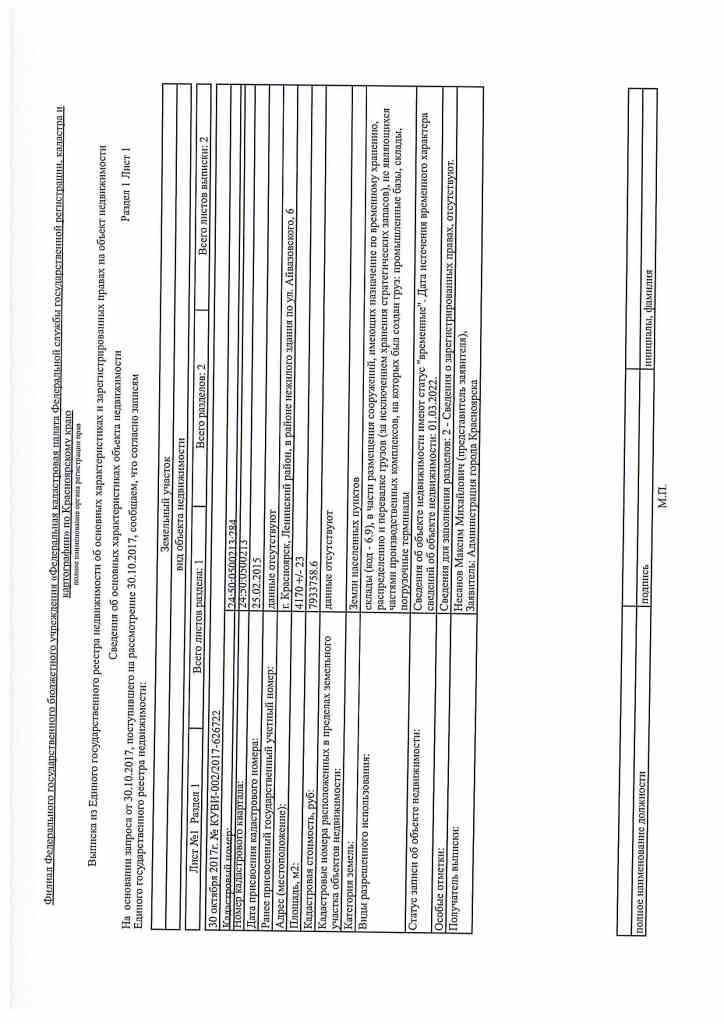 Филиал Федерального государственного бюджетного учреждения «Федеральная кадастровая палата Федеральной службы государственной регистрации, кадастра и
картографии» по Красноярскому краю
полное наименование органа регистрации прав
Выписка из Единого государственного реестра недвижимости об основных характеристиках и зарегистрированных правах на объект недвижимости
Сведения об основных характеристиках объекта недвижимости
Раздел 1 Лист 1
На основании запроса от 30.10.2017, поступившего на рассмотрение 30.10.2017, сообщаем, что согласно записям
Единого государственного реестра недвижимости:
Земельный участок
вид объекта недвижимости
Лист №1 Раздел 1 Всего листов раздела: 1 Всего разделов: 2 Всего листов выписки: 2
30 октября 2017г. № КУВИ-002/2017-626722
Кадастровый номер: 24:50:0500213:284
Номер кадастрового квартала: 24:50:0500213
Дата присвоения кадастрового номера: 25.02.2015
Ранее присвоенный государственный учетный номер: данные отсутствуют
Адрес (местоположение): г. Красноярск, Ленинский район, в районе нежилого здания по ул. Айвазовского, 6
Площадь, м2: 4170 +/- 23
Кадастровая стоимость, руб: 7933758.6
Кадастровые номера расположенных в пределах земельного данные отсутствуют
участка объектов недвижимости:
Категория земель: Земли населенных пунктов
Виды разрешенного использования: склады (код - 6.9), в части размещения сооружений, имеющих назначение по временному хранению,
распределению и перевалке грузов (за исключением хранения стратегических запасов), не являющихся
частями производственных комплексов, на которых был создан груз: промышленные базы, склады,
погрузочные терминалы
Статус записи об объекте недвижимости: Сведения об объекте недвижимости имеют статус "временные". Дата истечения временного характера
сведений об объекте недвижимости: 01.03.2022.
Особые отметки: Сведения для заполнения разделов: 2 - Сведения о зарегистрированных правах, отсутствуют.
Получатель выписки: Несанов Максим Михайлович (представитель заявителя),
Заявитель: Администрация города Красноярска
полное наименование должности подпись инициалы, фамилия
М.П.